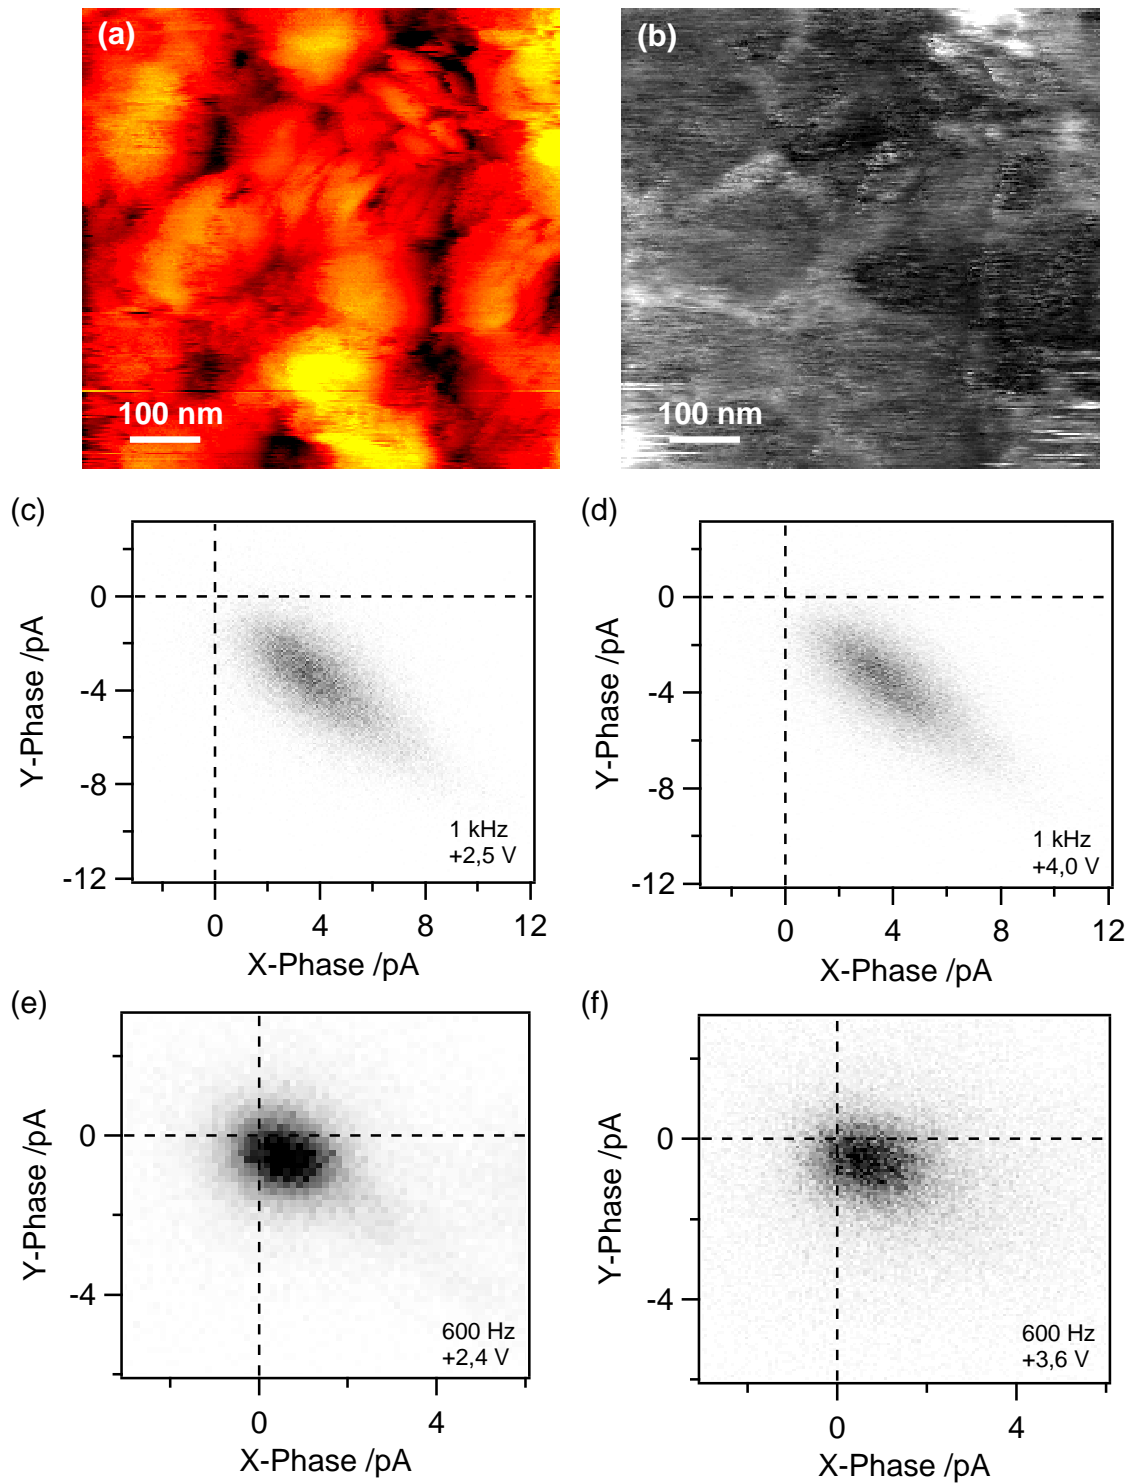 (a)
(b)
100 nm
100 nm
(c)
(d)
0
-4
-8
-12
Y-Phase /pA
1 kHz
+2,5 V
0 4 8 12
X-Phase /pA
0
-4
-8
-12
Y-Phase /pA
1 kHz
+4,0 V
0 4 8 12
X-Phase /pA
(e)
(f)
0
-4
Y-Phase /pA
600 Hz
+2,4 V
0 4
X-Phase /pA
0
-4
Y-Phase /pA
600 Hz
+3,6 V
0 4
X-Phase /pA